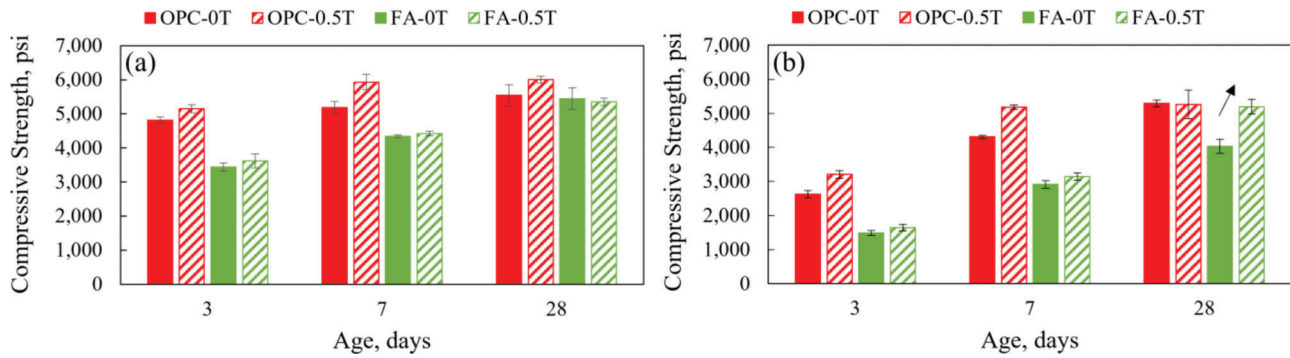 OPC-0T OPC-0.5T FA-0T FA-0.5T
(a)
Compressive Strength, psi
7,000
6,000
5,000
4,000
3,000
2,000
1,000
0
3 7 28
Age, days
OPC-0T OPC-0.5T FA-0T FA-0.5T
(b)
Compressive Strength, psi
7,000
6,000
5,000
4,000
3,000
2,000
1,000
0
3 7 28
Age, days